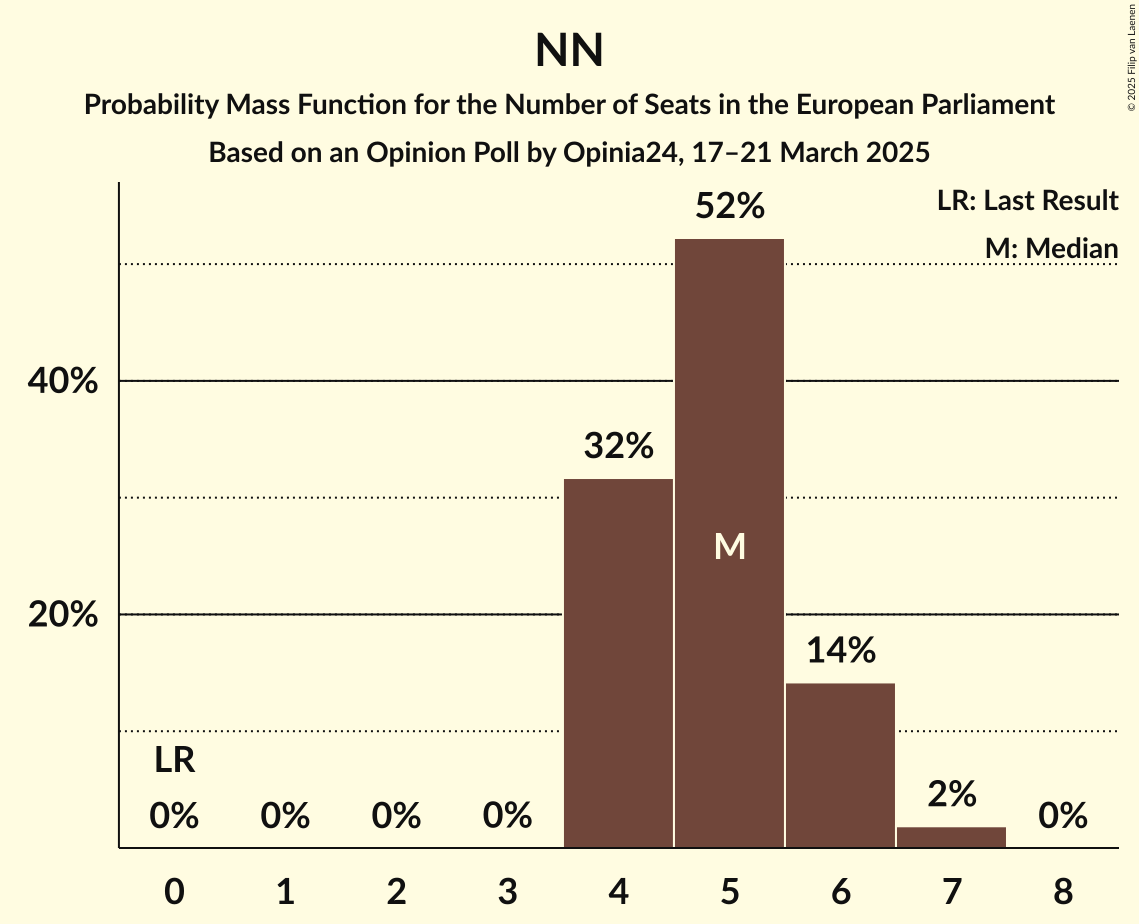 NN
Probability Mass Function for the Number of Seats in the European Parliament
Based on an Opinion Poll by Opinia24, 17–21 March 2025
© 2025 Filip van Laenen
LR: Last Result
M: Median
52%
40%
32%
M
20%
14%
LR
0% 0% 0% 0% 2% 0%
0 1 2 3 4 5 6 7 8